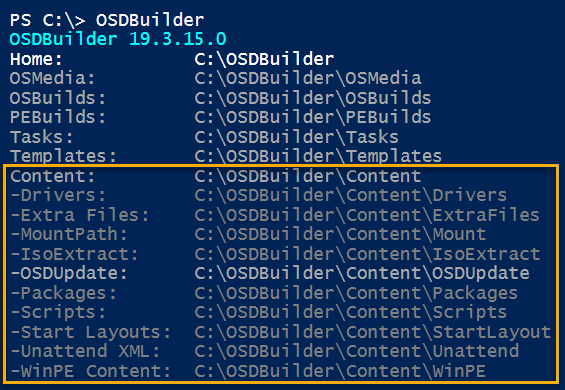 PS C:\> OSDBuilder
OSDBuilder 19.3.15.0
Home: C:\OSDBuilder
OSMedia: C:\OSDBuilder\OSMedia
OSBuilds: C:\OSDBuilder\OSBuilds
PEBuilds: C:\OSDBuilder\PEBuilds
Tasks: C:\OSDBuilder\Tasks
Templates: C:\OSDBuilder\Templates
Content: C:\OSDBuilder\Content
-Drivers: C:\OSDBuilder\Content\Drivers
-Extra Files: C:\OSDBuilder\Content\ExtraFiles
-MountPath: C:\OSDBuilder\Content\Mount
-IsoExtract: C:\OSDBuilder\Content\IsoExtract
-OSDUpdate: C:\OSDBuilder\Content\OSDUpdate
-Packages: C:\OSDBuilder\Content\Packages
-Scripts: C:\OSDBuilder\Content\Scripts
-Start Layouts: C:\OSDBuilder\Content\StartLayout
-Unattend XML: C:\OSDBuilder\Content\Unattend
-WinPE Content: C:\OSDBuilder\Content\WinPE